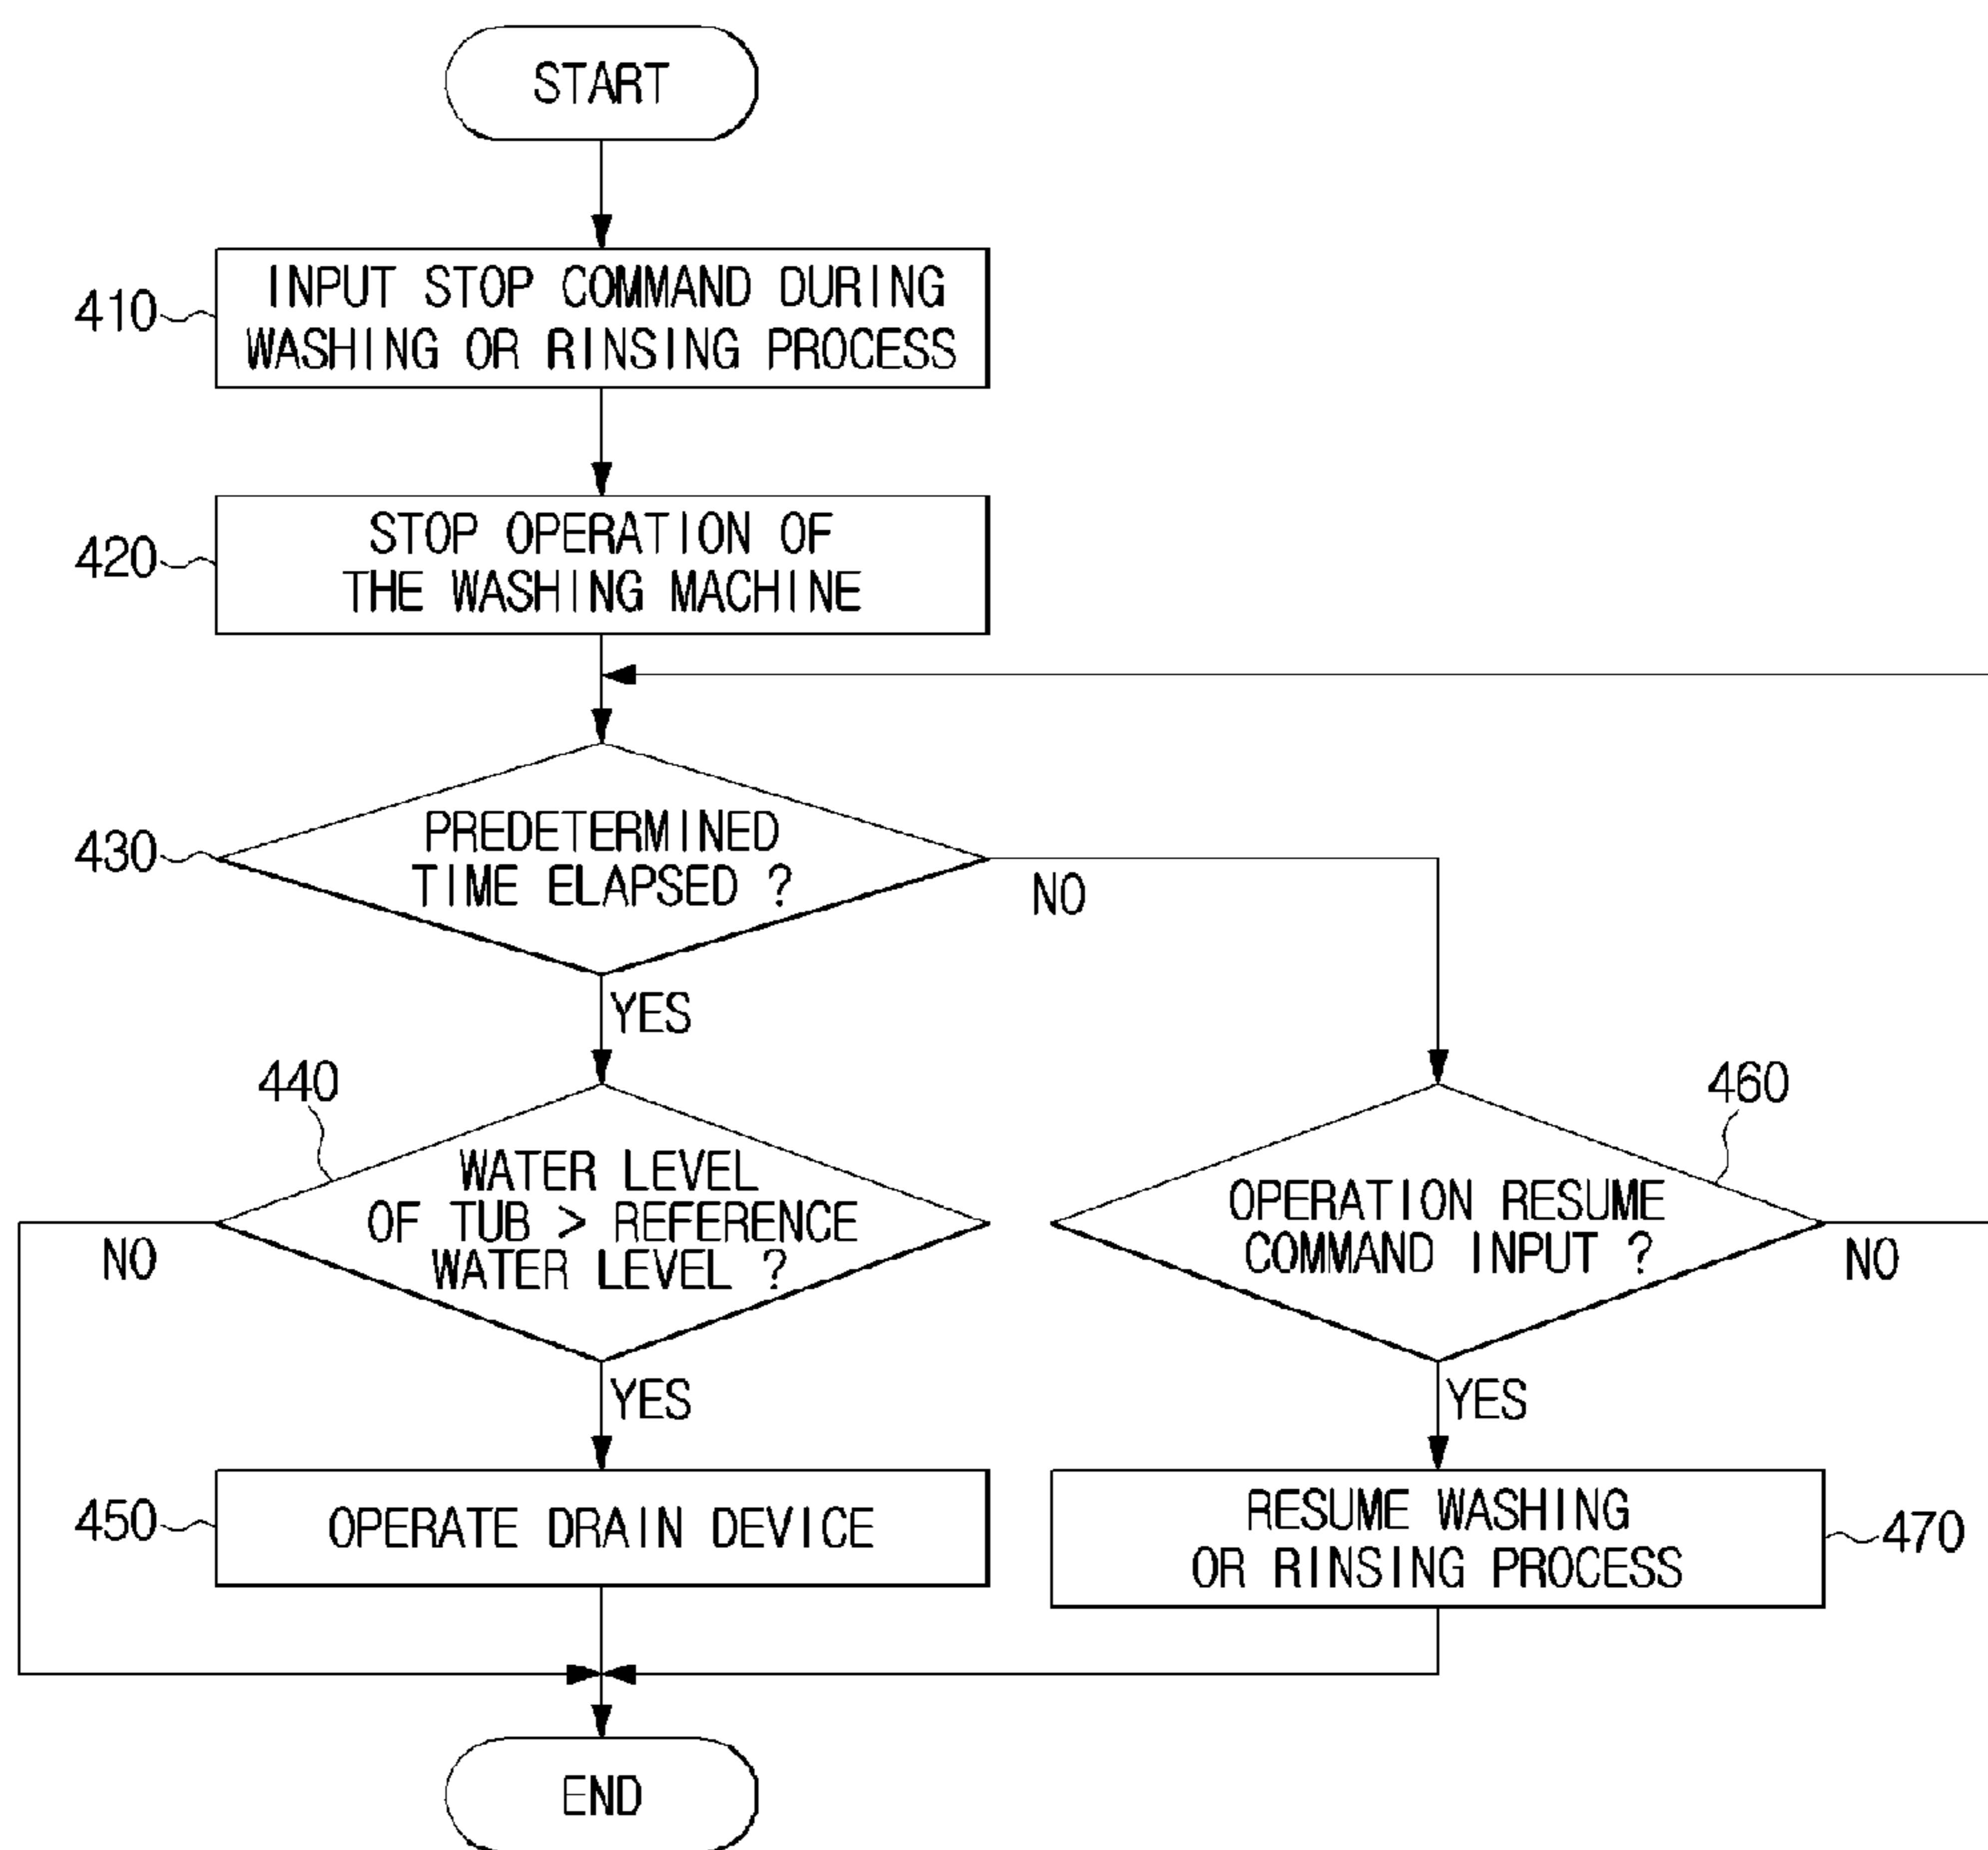 START
410
INPUT STOP COMMAND DURING
WASHING OR RINSING PROCESS
420
STOP OPERATION OF
THE WASHING MACHINE
430
PREDETERMINED
TIME ELAPSED ?
NO
YES
440
WATER LEVEL
OF TUB > REFERENCE
WATER LEVEL ?
NO
YES
460
OPERATION RESUME
COMMAND INPUT ?
NO
YES
450
OPERATE DRAIN DEVICE
RESUME WASHING
OR RINSING PROCESS
470
END